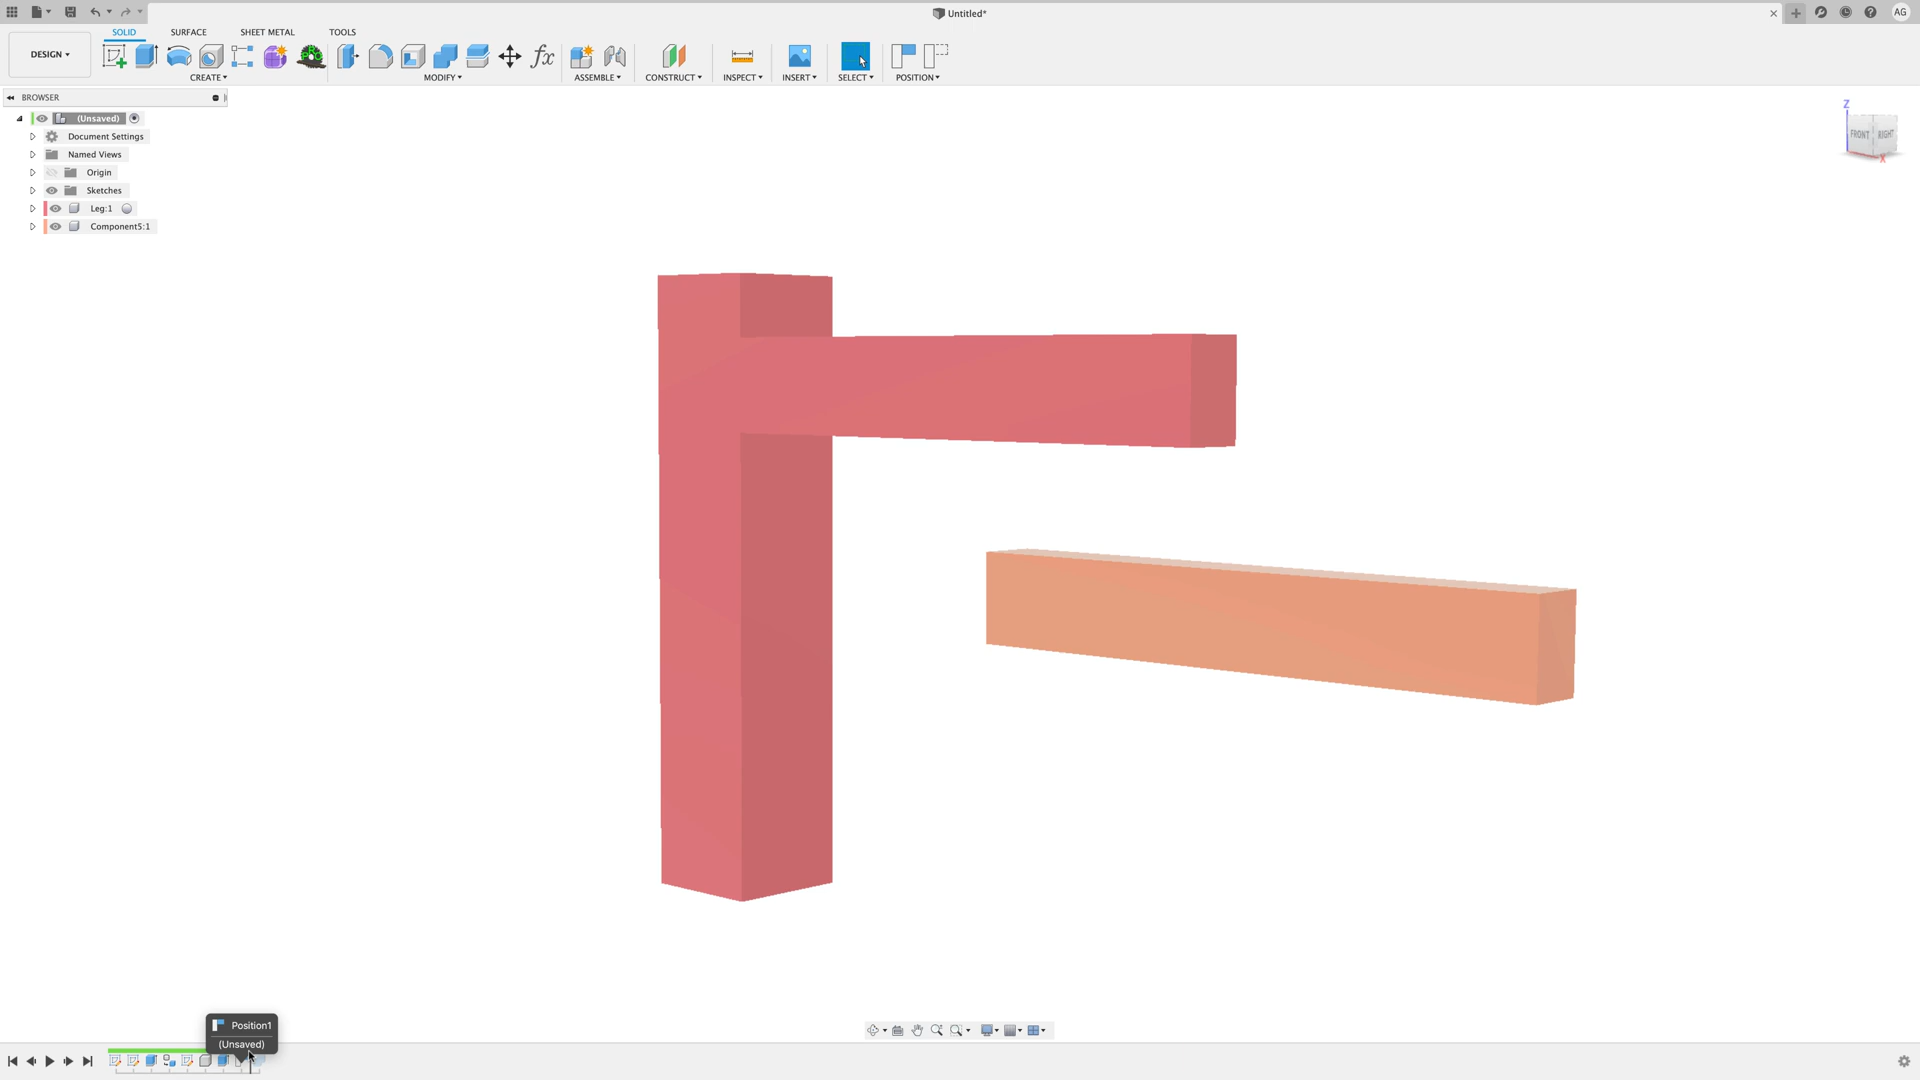 Untitled*
AG
DESIGN
SOLID
SURFACE
SHEET METAL
TOOLS
fx
CREATE
MODIFY
ASSEMBLE
CONSTRUCT
INSPECT
INSERT
SELECT
POSITION
BROWSER
(Unsaved)
Document Settings
Named Views
Origin
Sketches
Leg:1
Component5:1
Z
FRONT
RIGHT
X
Position1
(Unsaved)